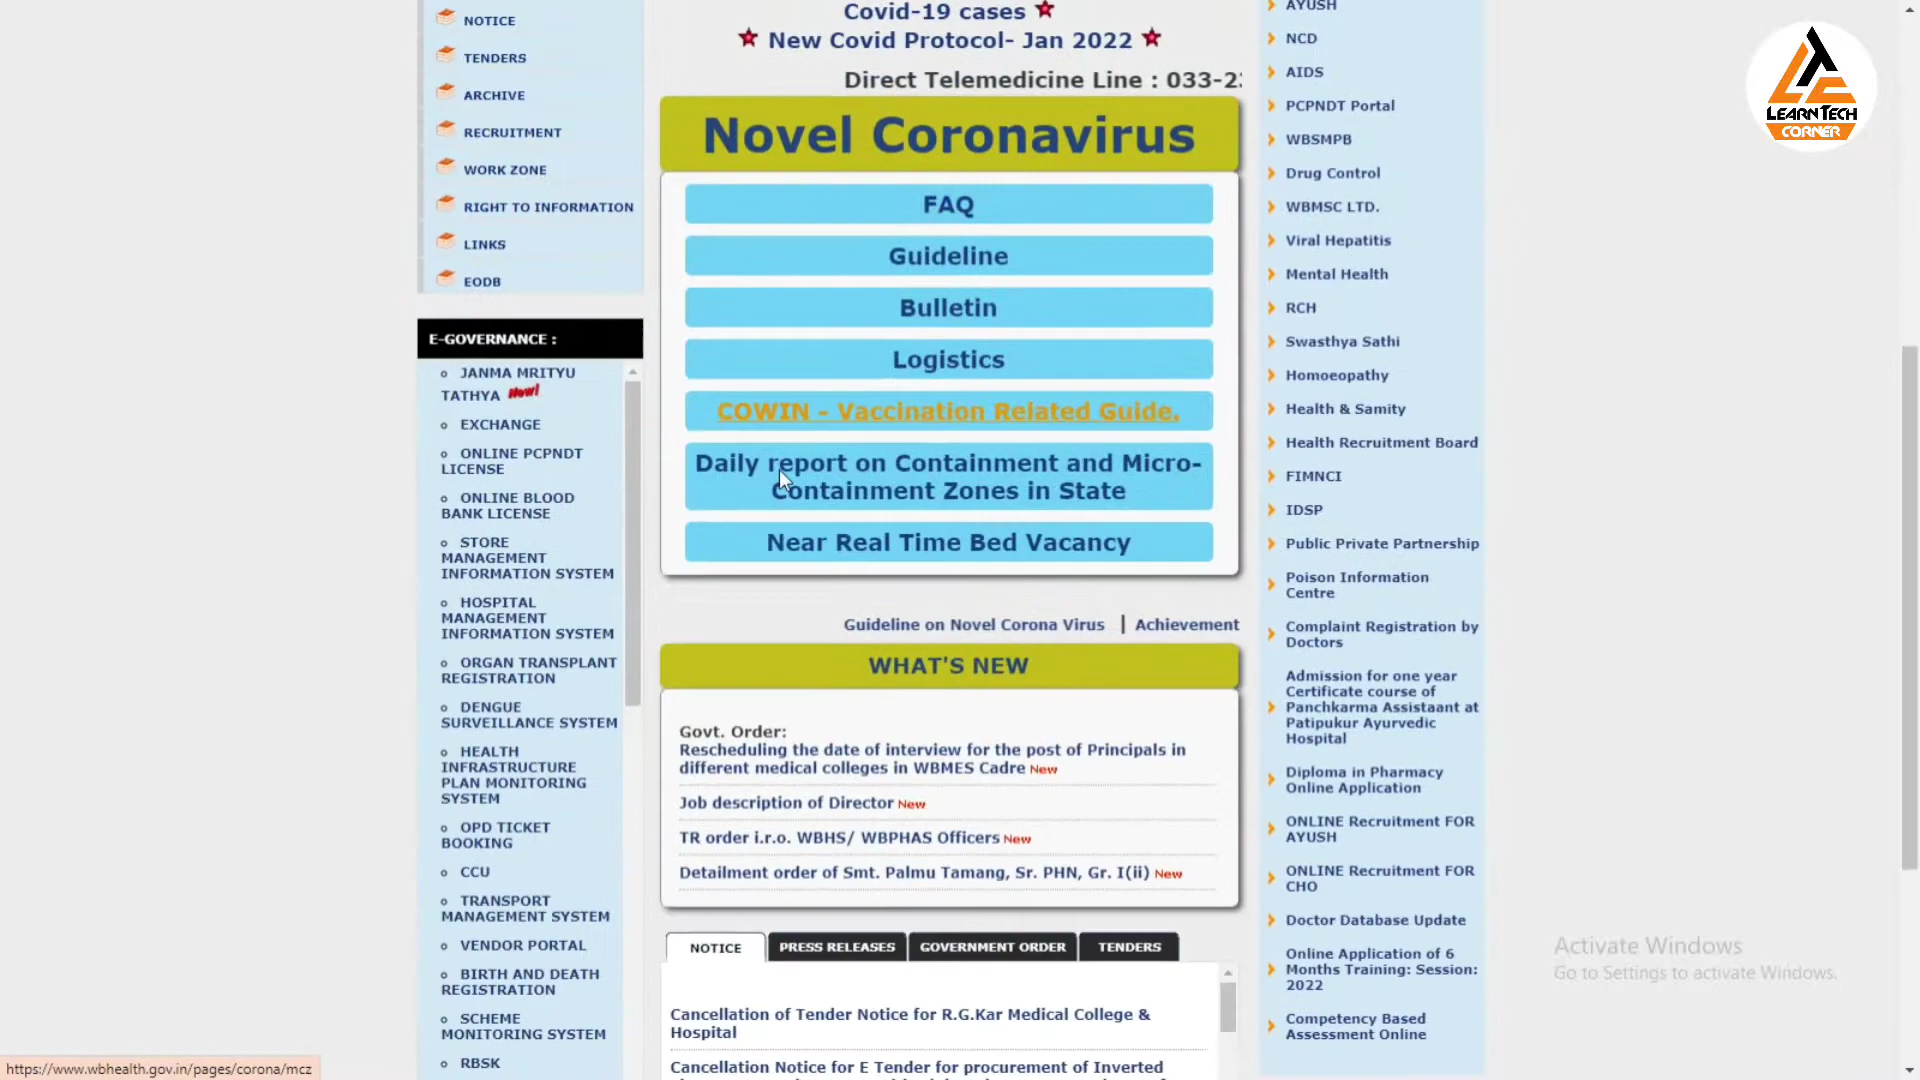 NOTICE
TENDERS
ARCHIVE
RECRUITMENT
WORK ZONE
RIGHT TO INFORMATION
LINKS
EODB
E-GOVERNANCE :
JANMA MRITYU
TATHYA New!
EXCHANGE
ONLINE PCPNDT
LICENSE
ONLINE BLOOD
BANK LICENSE
STORE
MANAGEMENT
INFORMATION SYSTEM
HOSPITAL
MANAGEMENT
INFORMATION SYSTEM
ORGAN TRANSPLANT
REGISTRATION
DENGUE
SURVEILLANCE SYSTEM
HEALTH
INFRASTRUCTURE
PLAN MONITORING
SYSTEM
OPD TICKET
BOOKING
CCU
TRANSPORT
MANAGEMENT SYSTEM
VENDOR PORTAL
BIRTH AND DEATH
REGISTRATION
SCHEME
MONITORING SYSTEM
RBSK
https://www.wbhealth.gov.in/pages/corona/mcz
Covid-19 cases
New Covid Protocol- Jan 2022
Direct Telemedicine Line : 033-2
Novel Coronavirus
FAQ
Guideline
Bulletin
Logistics
COWIN - Vaccination Related Guide.
Daily report on Containment and Micro-
Containment Zones in State
Near Real Time Bed Vacancy
Guideline on Novel Corona Virus | Achievement
WHAT'S NEW
Govt. Order:
Rescheduling the date of interview for the post of Principals in
different medical colleges in WBMES Cadre New
Job description of Director New
TR order i.r.o. WBHS/ WBPHAS Officers New
Detailment order of Smt. Palmu Tamang, Sr. PHN, Gr. I(ii) New
NOTICE PRESS RELEASES GOVERNMENT ORDER TENDERS
Cancellation of Tender Notice for R.G.Kar Medical College &
Hospital
Cancellation Notice for E Tender for procurement of Inverted
AYUSH
NCD
AIDS
PCPNDT Portal
WBSMPB
Drug Control
WBMSC LTD.
Viral Hepatitis
Mental Health
RCH
Swasthya Sathi
Homoeopathy
Health & Samity
Health Recruitment Board
FIMNCI
IDSP
Public Private Partnership
Poison Information
Centre
Complaint Registration by
Doctors
Admission for one year
Certificate course of
Panchkarma Assistaant at
Patipukur Ayurvedic
Hospital
Diploma in Pharmacy
Online Application
ONLINE Recruitment FOR
AYUSH
ONLINE Recruitment FOR
CHO
Doctor Database Update
Online Application of 6
Months Training: Session:
2022
Competency Based
Assessment Online
LEARN TECH
CORNER
Activate Windows
Go to Settings to activate Windows.